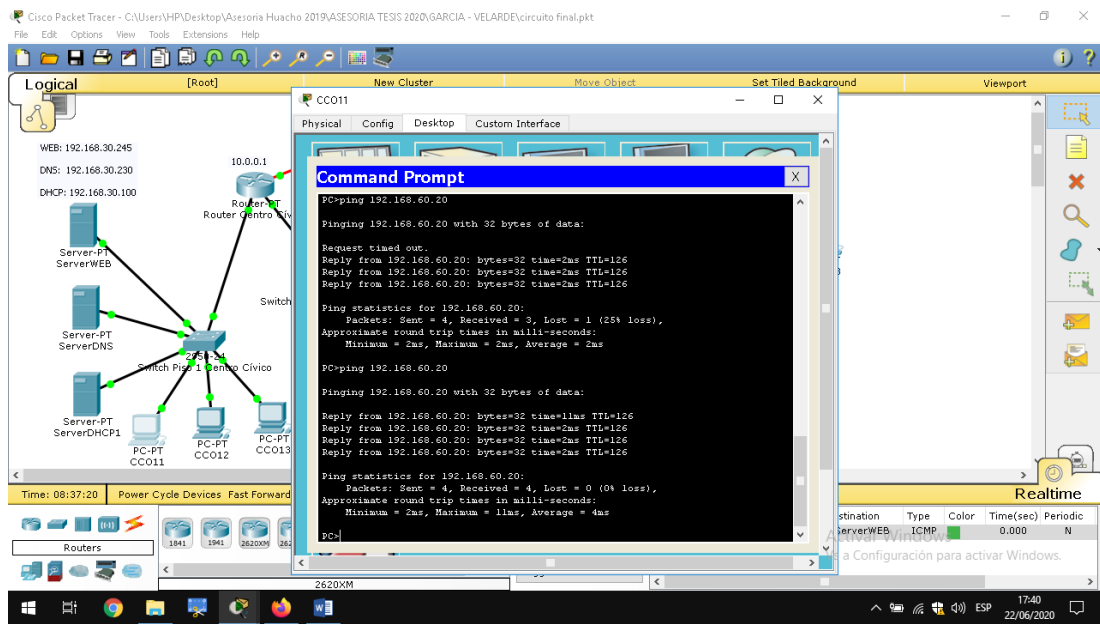 Cisco Packet Tracer - C:\Users\HP\Desktop\Asesoria Huacho 2019\ASESORIA TESIS 2020\GARCIA - VELARDE\circuito final.pkt
File Edit Options View Tools Extensions Help
Logical [Root] New Cluster Move Object Set Tiled Background Viewport
WEB: 192.168.30.245
DNS: 192.168.30.230
DHCP: 192.168.30.100
10.0.0.1
Router-PT
Router Centro Cív
Server-PT
ServerWEB
Switch
Server-PT
ServerDNS
2950-24
Switch Piso 1 Centro Cívico
Server-PT
ServerDHCP1
PC-PT
CCO11
PC-PT
CCO12
PC-PT
CCO13
CCO11
Physical Config Desktop Custom Interface
Command Prompt X
PC>ping 192.168.60.20
Pinging 192.168.60.20 with 32 bytes of data:
Request timed out.
Reply from 192.168.60.20: bytes=32 time=2ms TTL=126
Reply from 192.168.60.20: bytes=32 time=2ms TTL=126
Reply from 192.168.60.20: bytes=32 time=2ms TTL=126
Ping statistics for 192.168.60.20:
Packets: Sent = 4, Received = 3, Lost = 1 (25% loss),
Approximate round trip times in milli-seconds:
Minimum = 2ms, Maximum = 2ms, Average = 2ms
PC>ping 192.168.60.20
Pinging 192.168.60.20 with 32 bytes of data:
Reply from 192.168.60.20: bytes=32 time=11ms TTL=126
Reply from 192.168.60.20: bytes=32 time=2ms TTL=126
Reply from 192.168.60.20: bytes=32 time=2ms TTL=126
Reply from 192.168.60.20: bytes=32 time=2ms TTL=126
Ping statistics for 192.168.60.20:
Packets: Sent = 4, Received = 4, Lost = 0 (0% loss),
Approximate round trip times in milli-seconds:
Minimum = 2ms, Maximum = 11ms, Average = 4ms
PC>
Time: 08:37:20 Power Cycle Devices Fast Forward
Realtime
Routers
1841 1941 2620XM 262
2620XM
stination Type Color Time(sec) Periodic
ServerWEB ICMP 0.000 N
Activar Windows
a Configuración para activar Windows.
ESP
17:40
22/06/2020